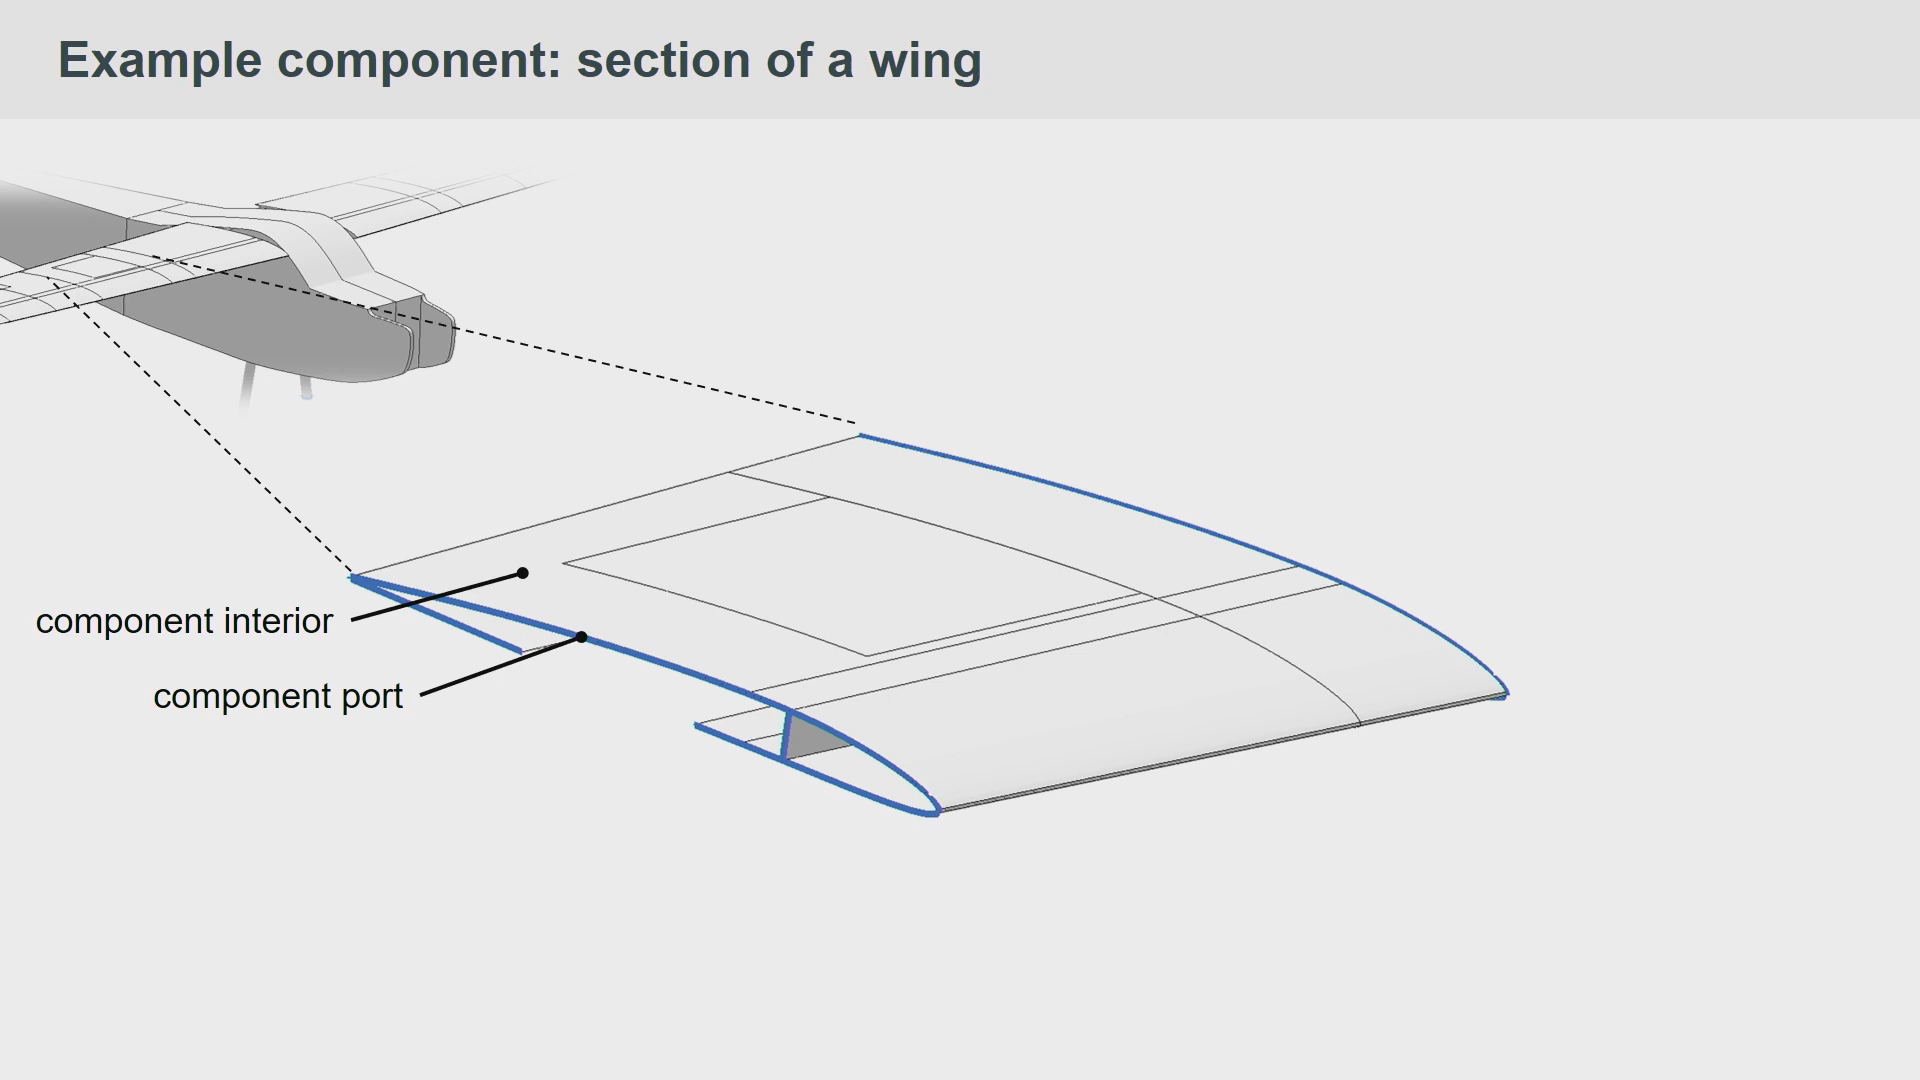 Example component: section of a wing
component interior
component port